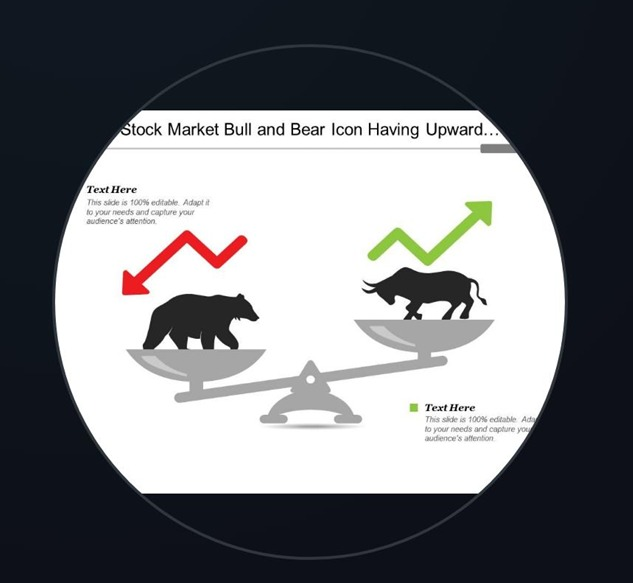 Stock Market Bull and Bear Icon Having Upward...
Text Here
This slide is 100% editable. Adapt it
to your needs and capture your
audience's attention.
Text Here
This slide is 100% editable. Ada
to your needs and capture you
audience's attention.